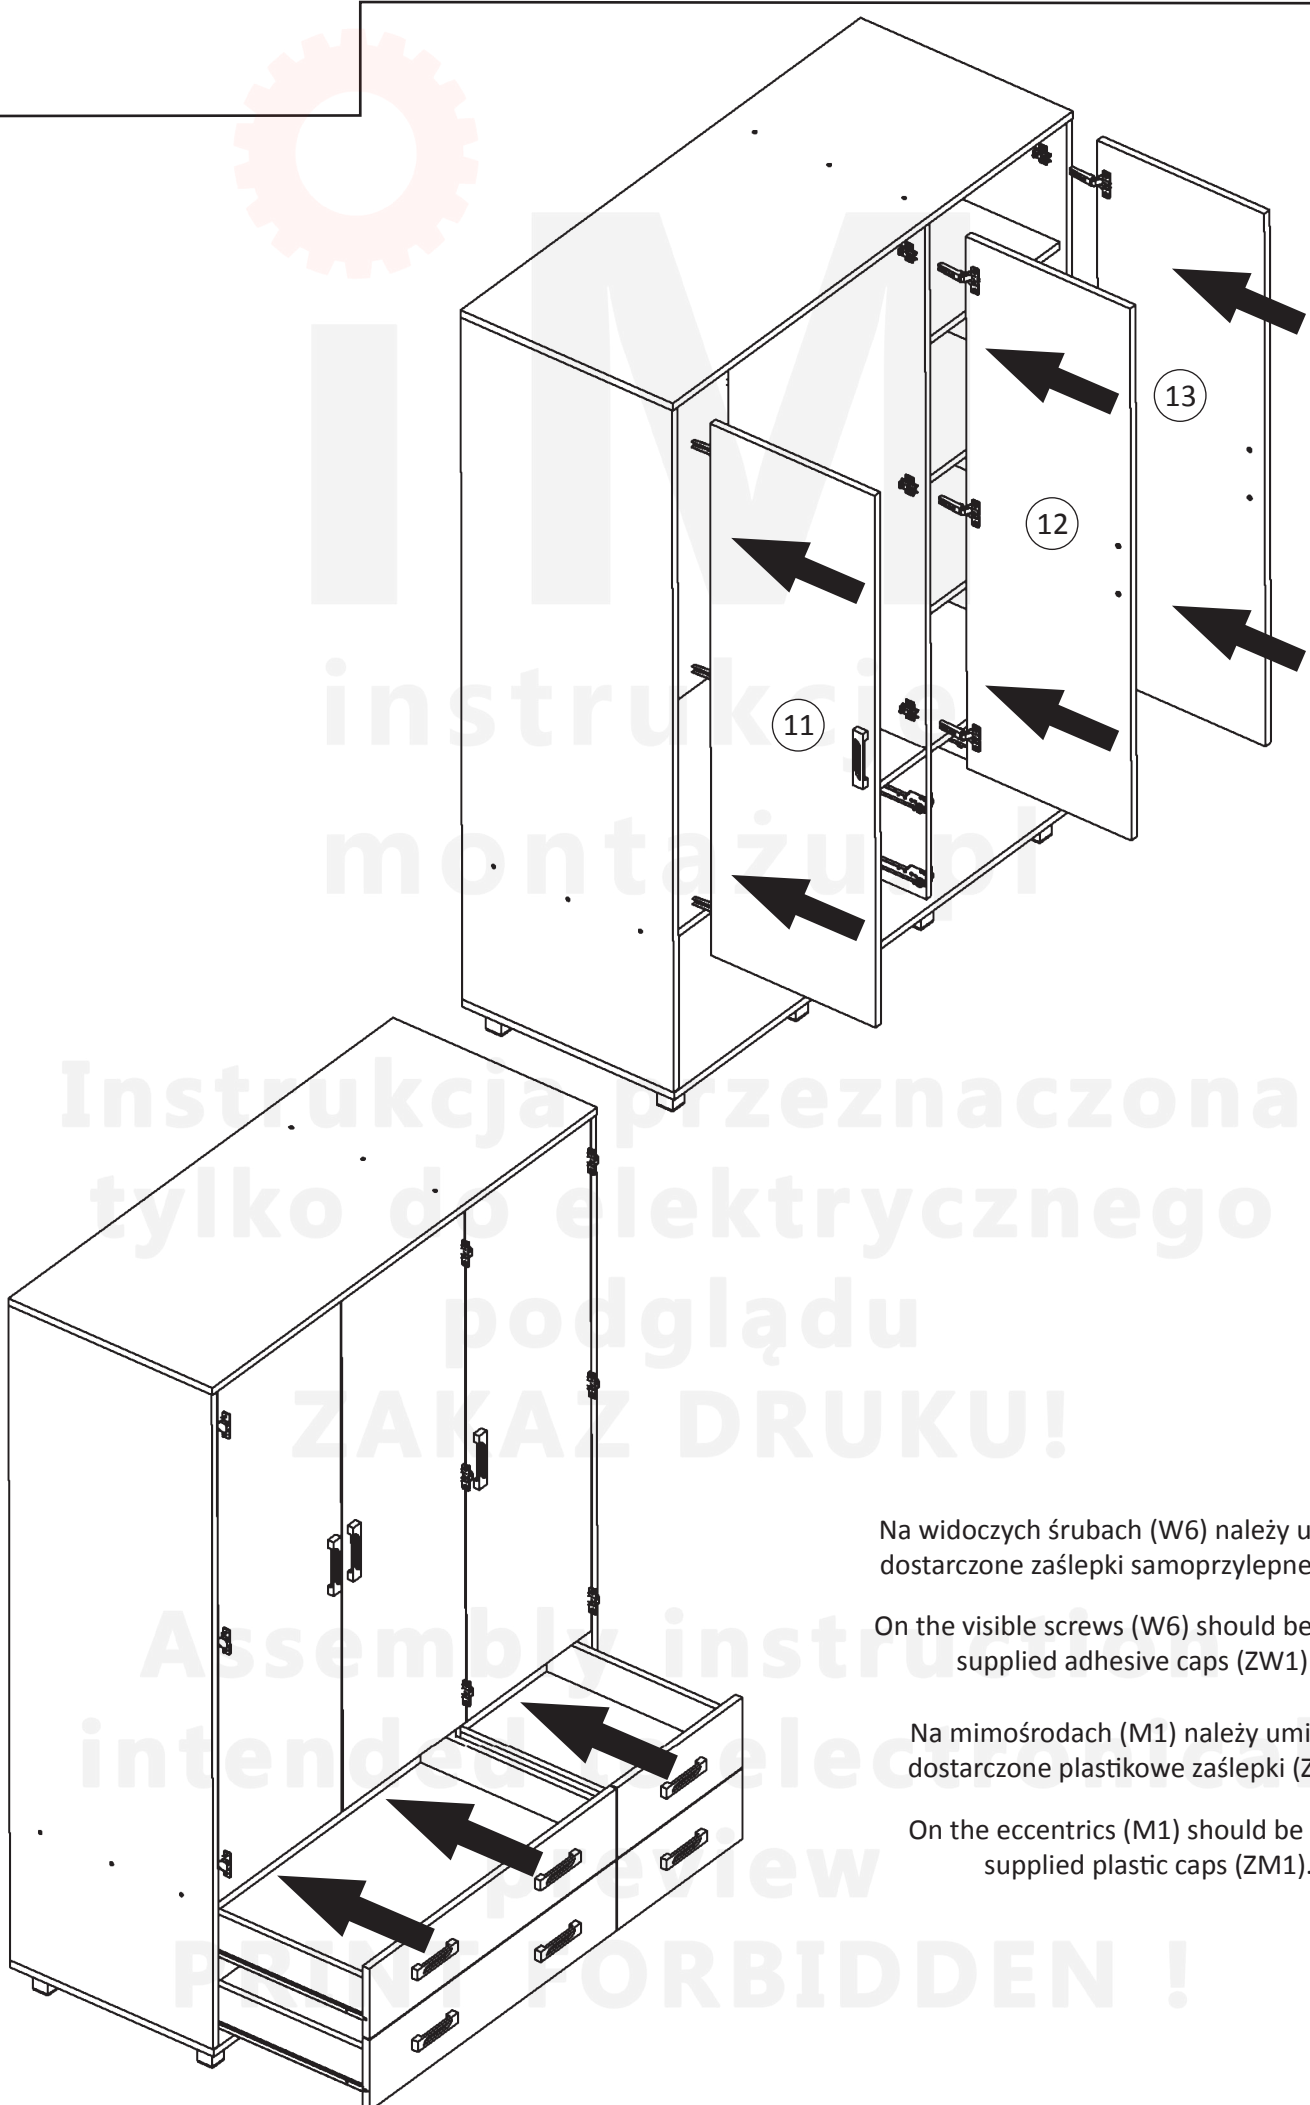 13
12
11
iM
instrukcje
montażu.pl
Instrukcja przeznaczona
tylko do elektrycznego
podglądu
ZAKAZ DRUKU!
Na widoczych śrubach (W6) należy u
dostarczone zaślepki samoprzylepne
On the visible screws (W6) should be
supplied adhesive caps (ZW1)
Na mimośrodach (M1) należy umi
dostarczone plastikowe zaślepki (Z
On the eccentrics (M1) should be
supplied plastic caps (ZM1).
Assembly instruction
intended electronica
preview
PRINT FORBIDDEN !